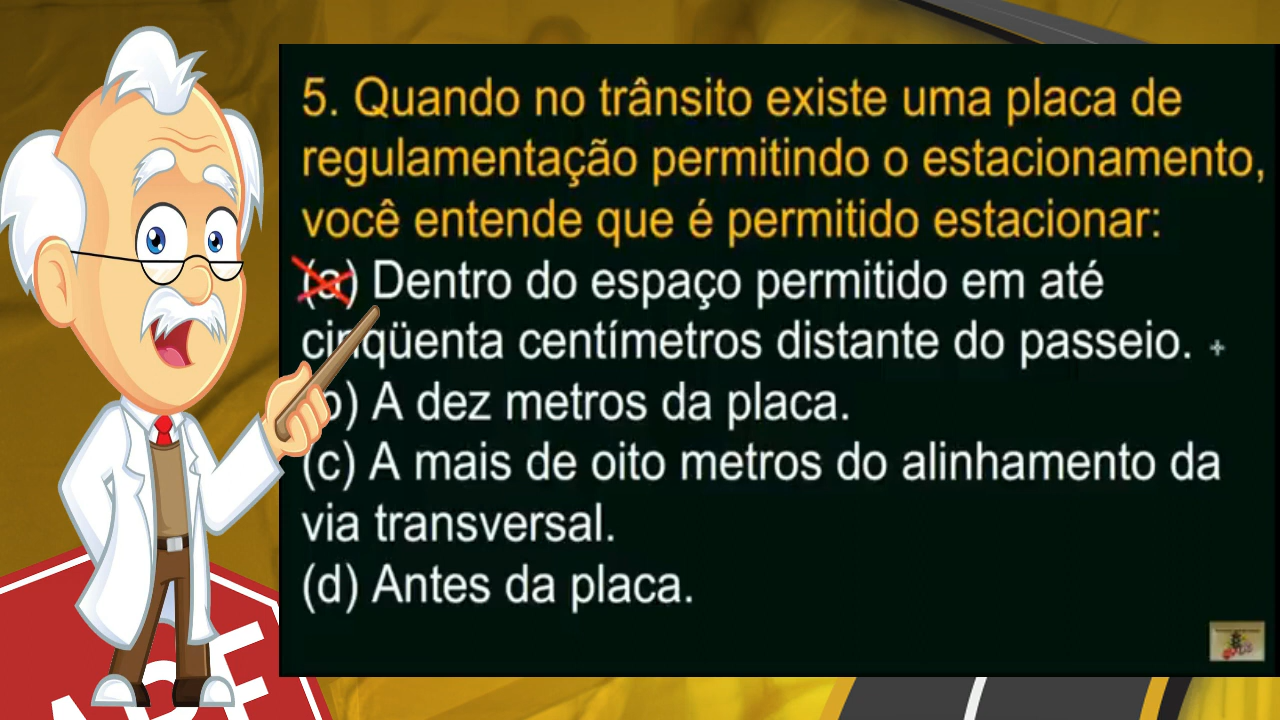 5. Quando no trânsito existe uma placa de
regulamentação permitindo o estacionamento,
você entende que é permitido estacionar:
(a) Dentro do espaço permitido em até
cinqüenta centímetros distante do passeio.
b) A dez metros da placa.
(c) A mais de oito metros do alinhamento da
via transversal.
(d) Antes da placa.